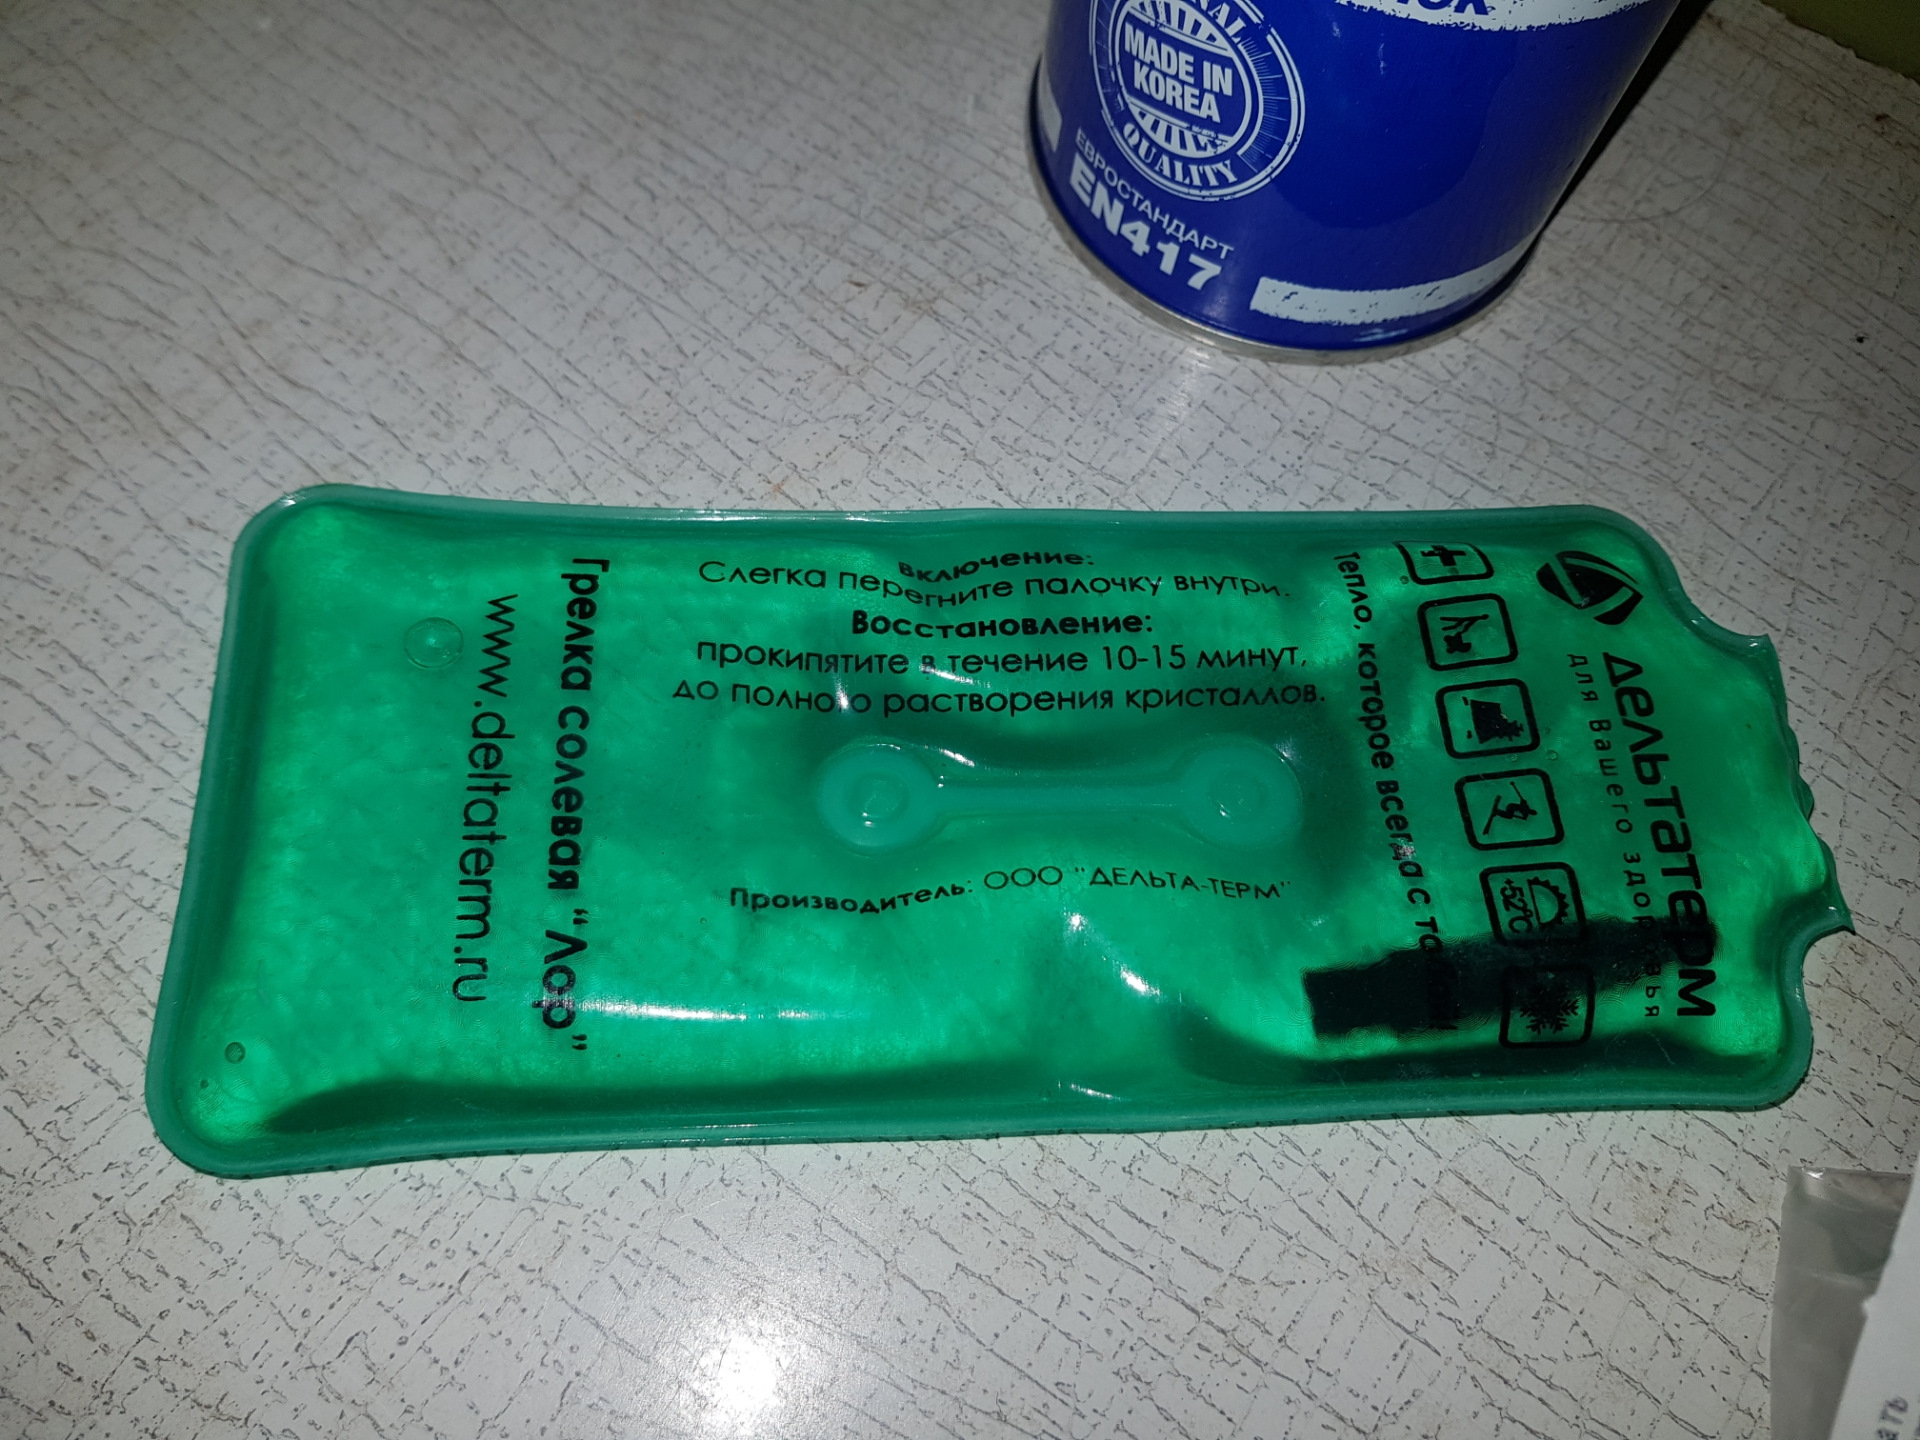 MADE IN
KOREA
QUALITY
ЕВРОСТАНДАРТ
EN417
Включение:
Слегка перегните палочку внутри.
Восстановление:
прокипятите в течение 10-15 минут,
до полного растворения кристаллов.
Производитель: ООО "ДЕЛЬТА-ТЕРМ"
Грелка солевая "Лор"
www.deltaterm.ru
дельтатерм
для Вашего здоровья
+52°C
Тепло, которое всегда с